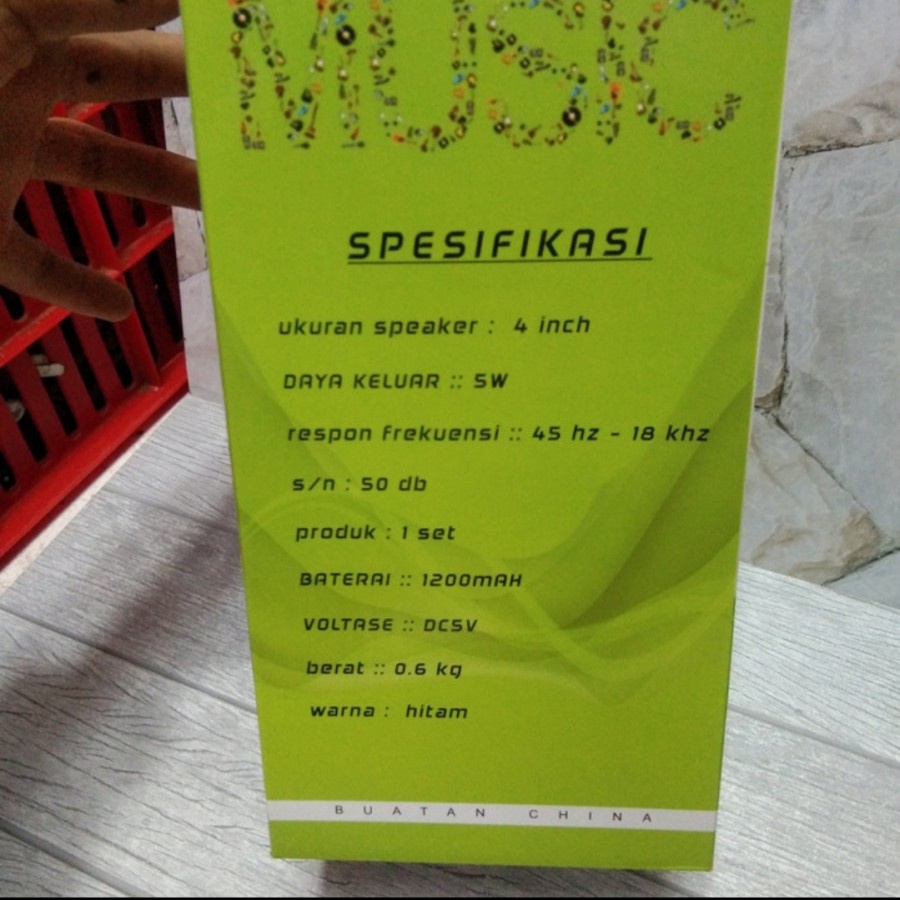 MUSIC
SPESIFIKASI
ukuran speaker : 4 inch
DAYA KELUAR :: 5W
respon frekuensi :: 45 hz - 18 khz
s/n : 50 db
produk : 1 set
BATERAI :: 1200mAH
VOLTASE :: DC5V
berat :: 0.6 kg
warna : hitam
BUATAN CHINA